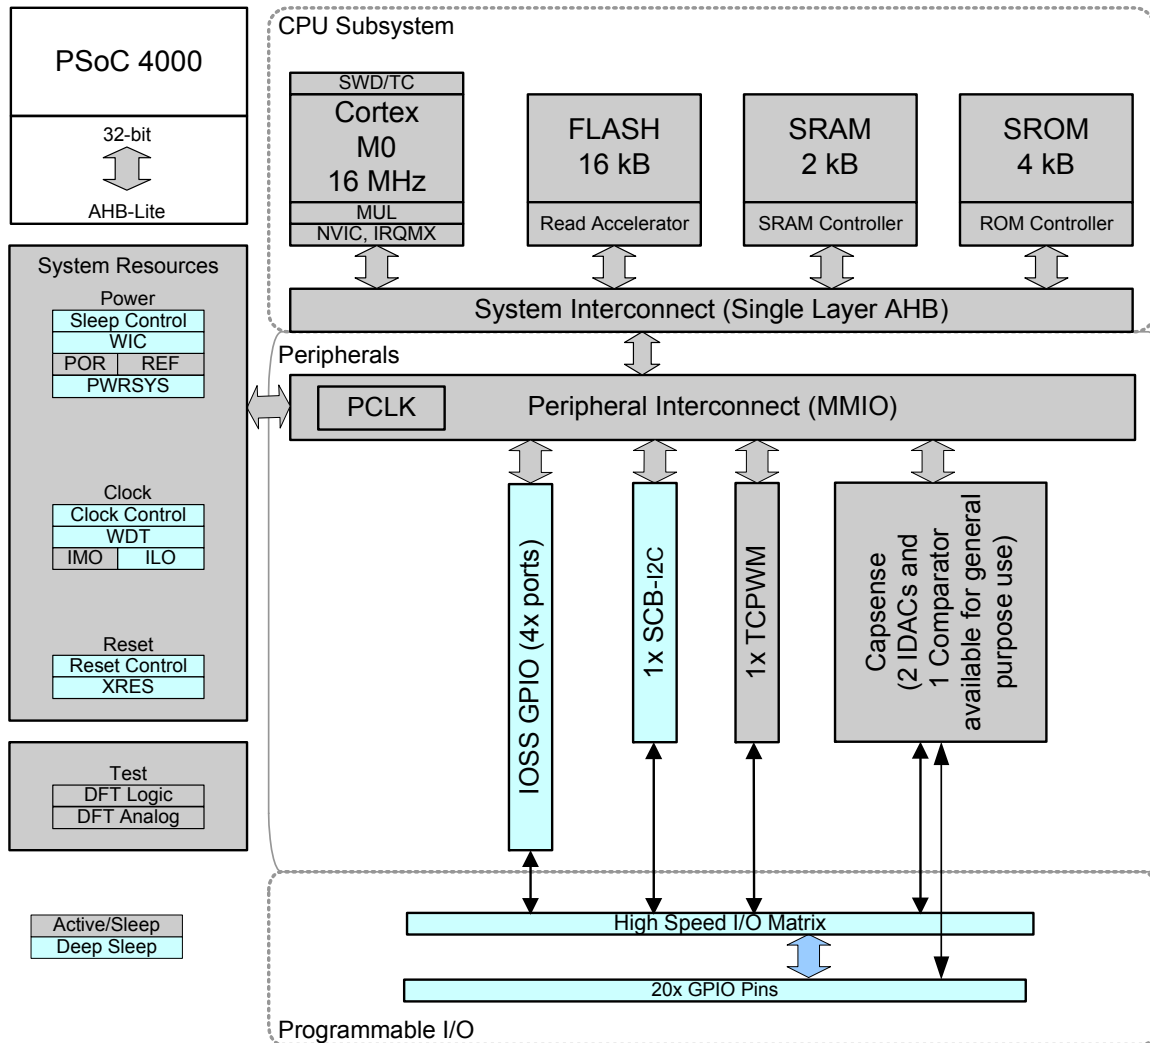 PSoC 4000
32-bit
AHB-Lite
CPU Subsystem
SWD/TC
Cortex
M0
16 MHz
MUL
NVIC, IRQMX
FLASH
16 kB
Read Accelerator
SRAM
2 kB
SRAM Controller
SROM
4 kB
ROM Controller
System Interconnect (Single Layer AHB)
System Resources
Power
Sleep Control
WIC
POR REF
PWRSYS
Clock
Clock Control
WDT
IMO ILO
Reset
Reset Control
XRES
Test
DFT Logic
DFT Analog
Active/Sleep
Deep Sleep
Peripherals
PCLK
Peripheral Interconnect (MMIO)
IOSS GPIO (4x ports)
1x SCB-I2C
1x TCPWM
Capsense
(2 IDACs and
1 Comparator
available for general
purpose use)
High Speed I/O Matrix
20x GPIO Pins
Programmable I/O